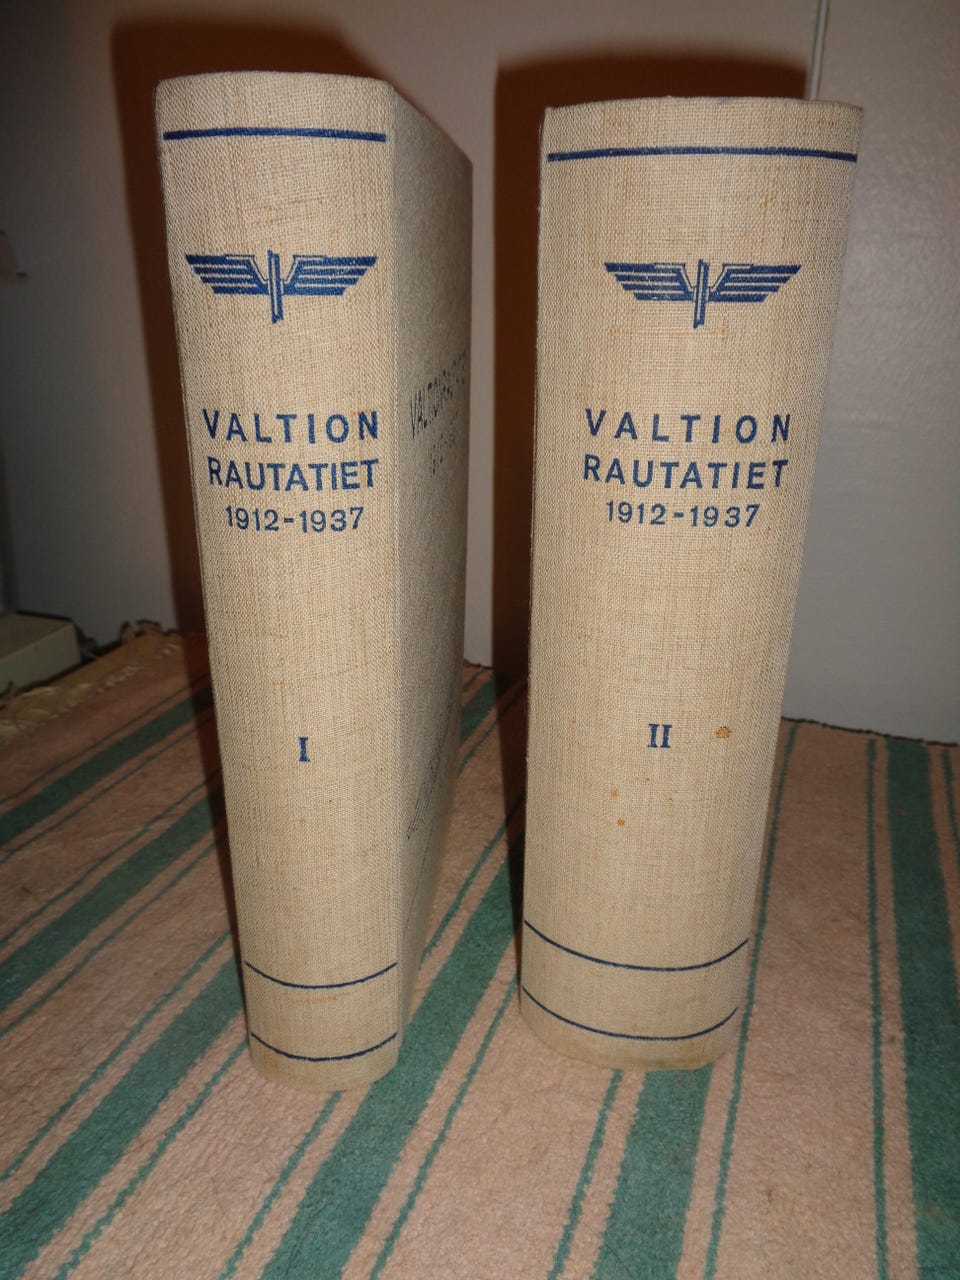 VALTION
RAUTATIET
1912-1937
I
VALTION
RAUTATIET
1912-1937
II